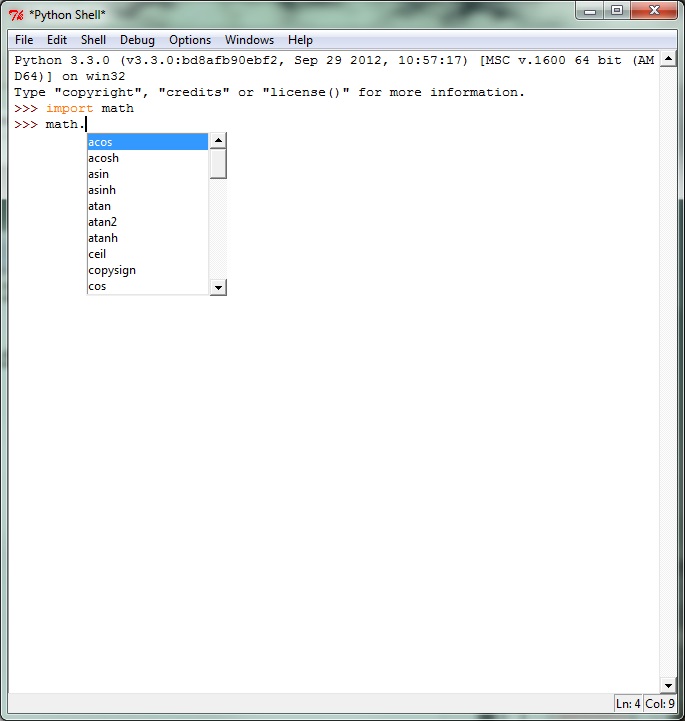 *Python Shell*
File Edit Shell Debug Options Windows Help
Python 3.3.0 (v3.3.0:bd8afb90ebf2, Sep 29 2012, 10:57:17) [MSC v.1600 64 bit (AM
D64)] on win32
Type "copyright", "credits" or "license()" for more information.
>>> import math
>>> math.
acos
acosh
asin
asinh
atan
atan2
atanh
ceil
copysign
cos
Ln: 4 Col: 9